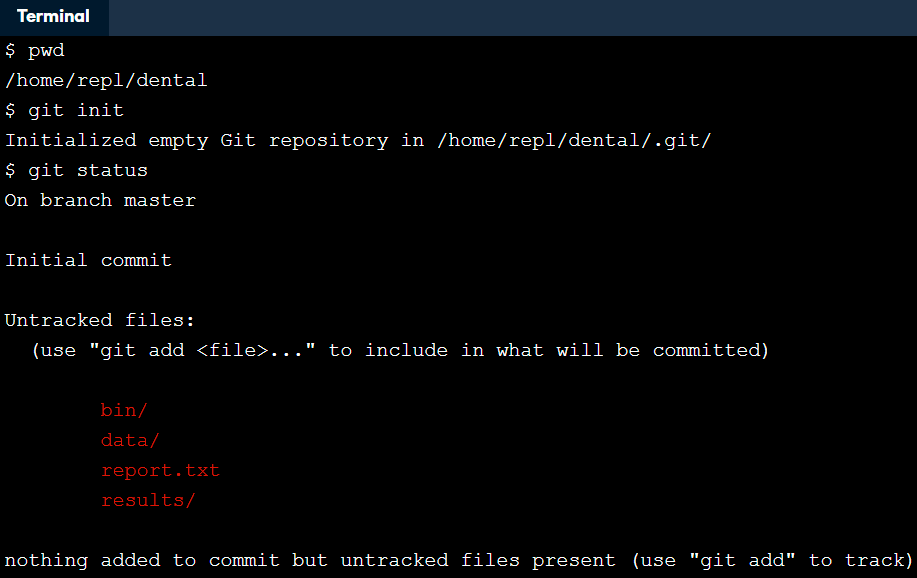 Terminal
$ pwd
/home/repl/dental
$ git init
Initialized empty Git repository in /home/repl/dental/.git/
$ git status
On branch master
Initial commit
Untracked files:
(use "git add <file>..." to include in what will be committed)
bin/
data/
report.txt
results/
nothing added to commit but untracked files present (use "git add" to track)